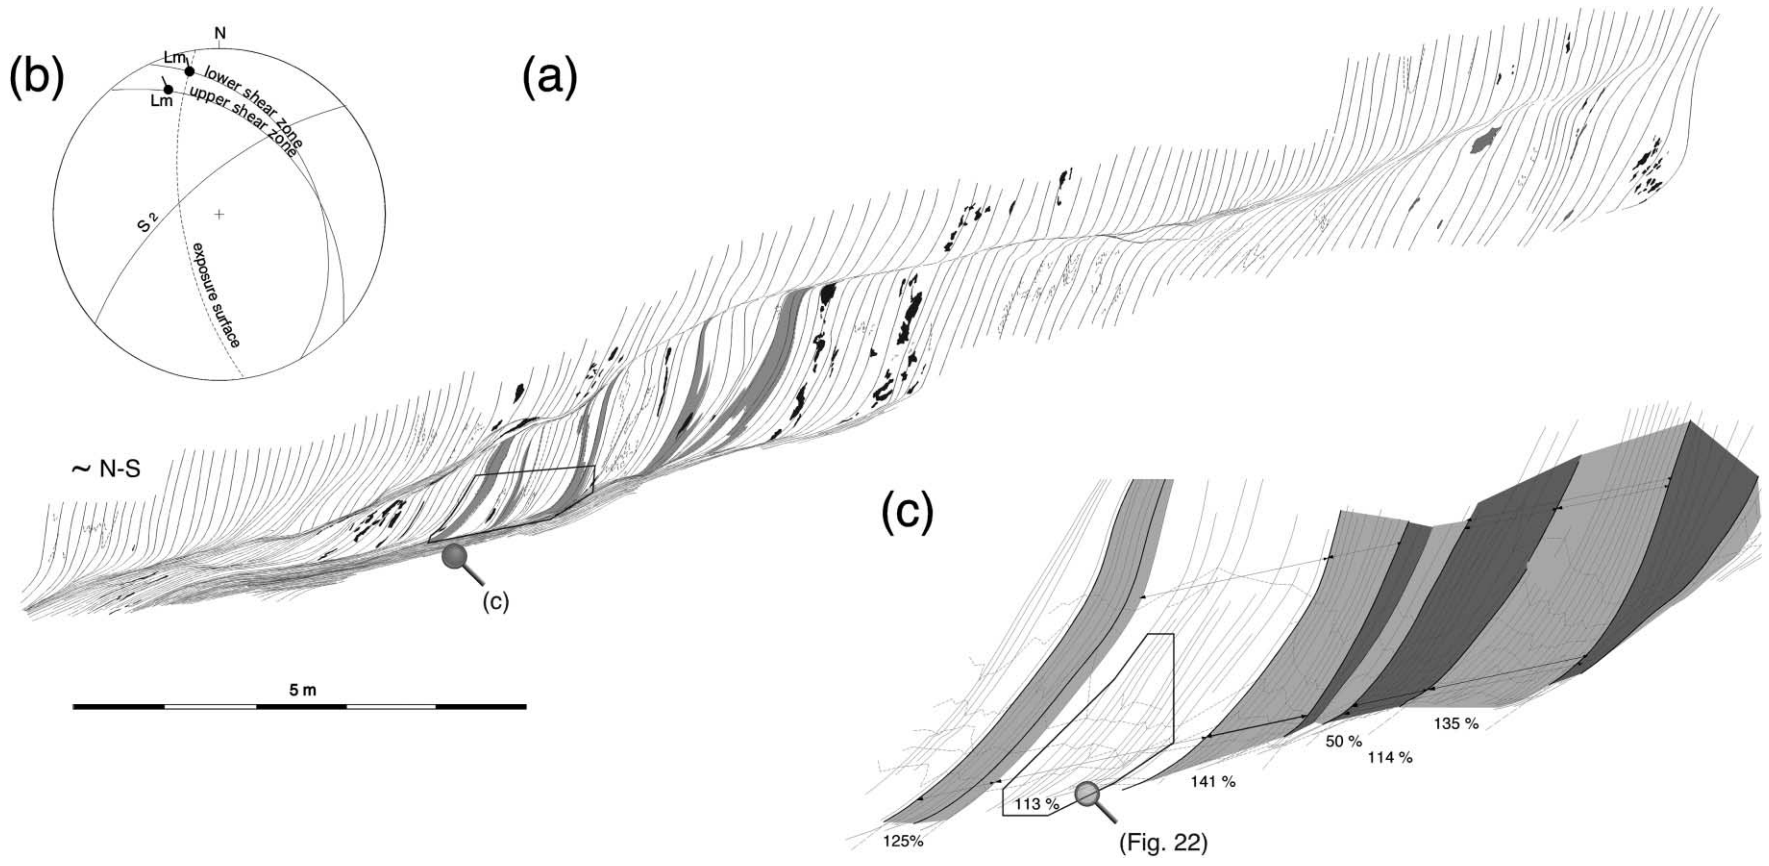 (b)
N
Lm
lower shear zone
Lm
upper shear zone
S 2
exposure surface
(a)
~ N-S
(c)
5 m
(c)
135 %
50 %
114 %
141 %
113 %
125%
(Fig. 22)